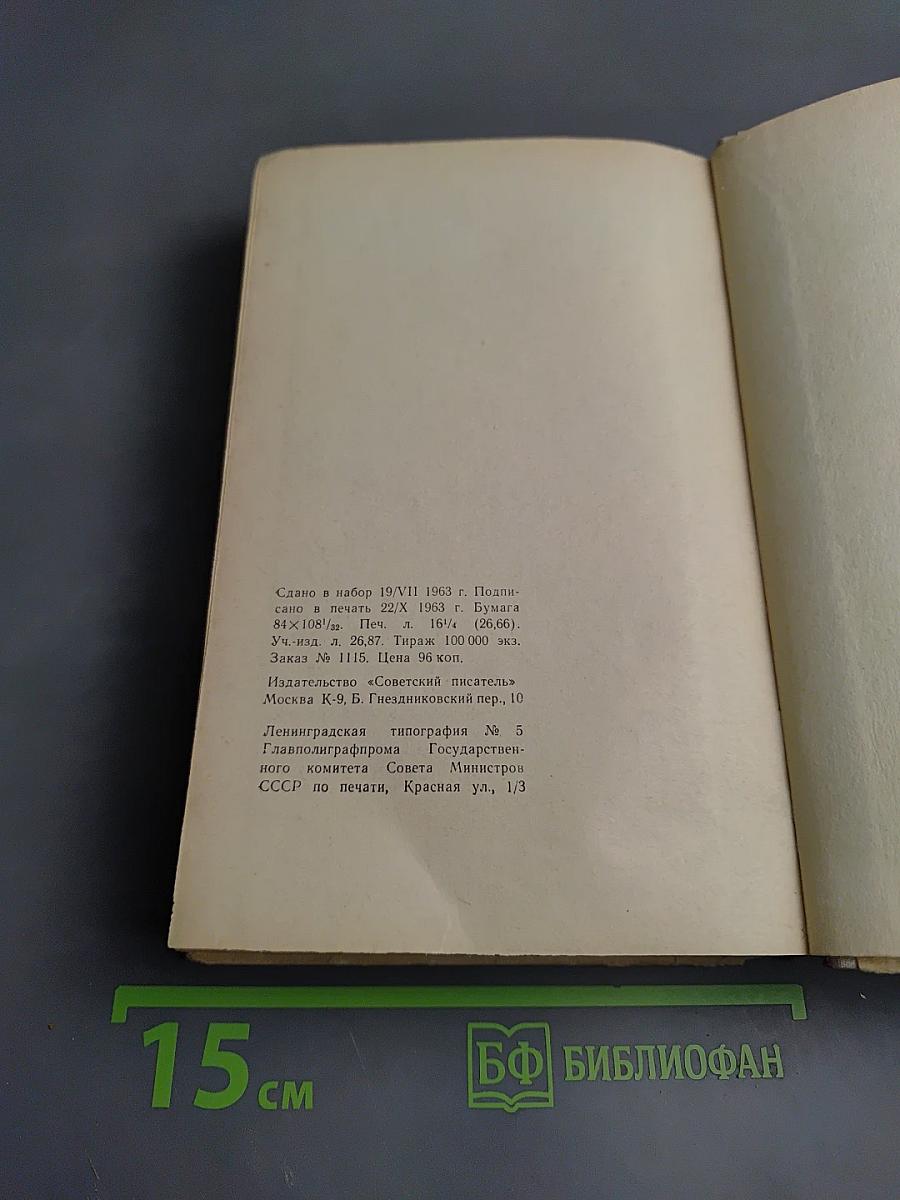 Сдано в набор 19/VII 1963 г. Подпи-
сано в печать 22/X 1963 г. Бумага
84×108¹/₃₂. Печ. л. 16¹/₄ (26,66).
Уч.-изд. л. 26,87. Тираж 100 000 экз.
Заказ № 1115. Цена 96 коп.
Издательство «Советский писатель»
Москва К-9, Б. Гнездниковский пер., 10
Ленинградская типография № 5
Главполиграфпрома Государствен-
ного комитета Совета Министров
СССР по печати, Красная ул., 1/3
15 см
БФ БИБЛИОФАН